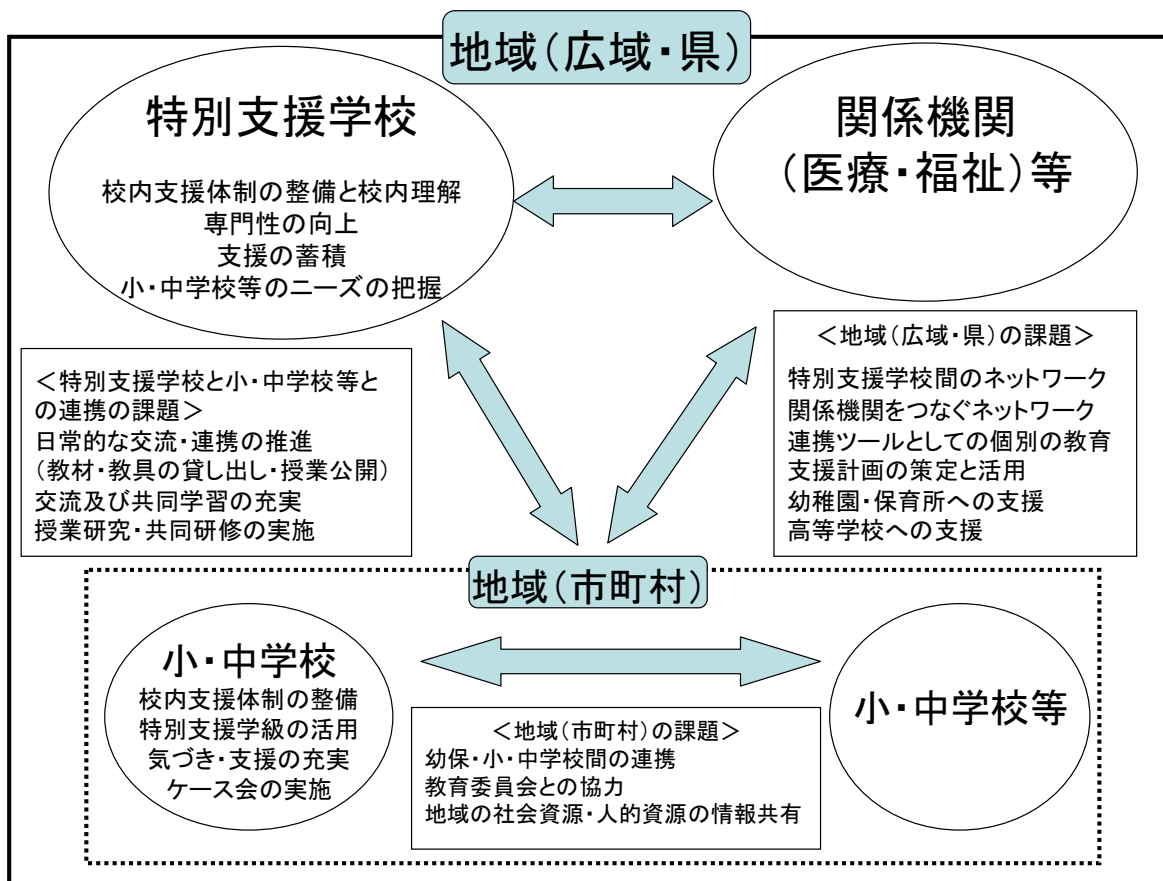 地域(広域・県)
特別支援学校
校内支援体制の整備と校内理解
専門性の向上
支援の蓄積
小・中学校等のニーズの把握
関係機関
(医療・福祉)等
<特別支援学校と小・中学校等と
の連携の課題>
日常的な交流・連携の推進
(教材・教具の貸し出し・授業公開)
交流及び共同学習の充実
授業研究・共同研修の実施
<地域(広域・県)の課題>
特別支援学校間のネットワーク
関係機関をつなぐネットワーク
連携ツールとしての個別の教育
支援計画の策定と活用
幼稚園・保育所への支援
高等学校への支援
地域(市町村)
小・中学校
校内支援体制の整備
特別支援学級の活用
気づき・支援の充実
ケース会の実施
<地域(市町村)の課題>
幼保・小・中学校間の連携
教育委員会との協力
地域の社会資源・人的資源の情報共有
小・中学校等